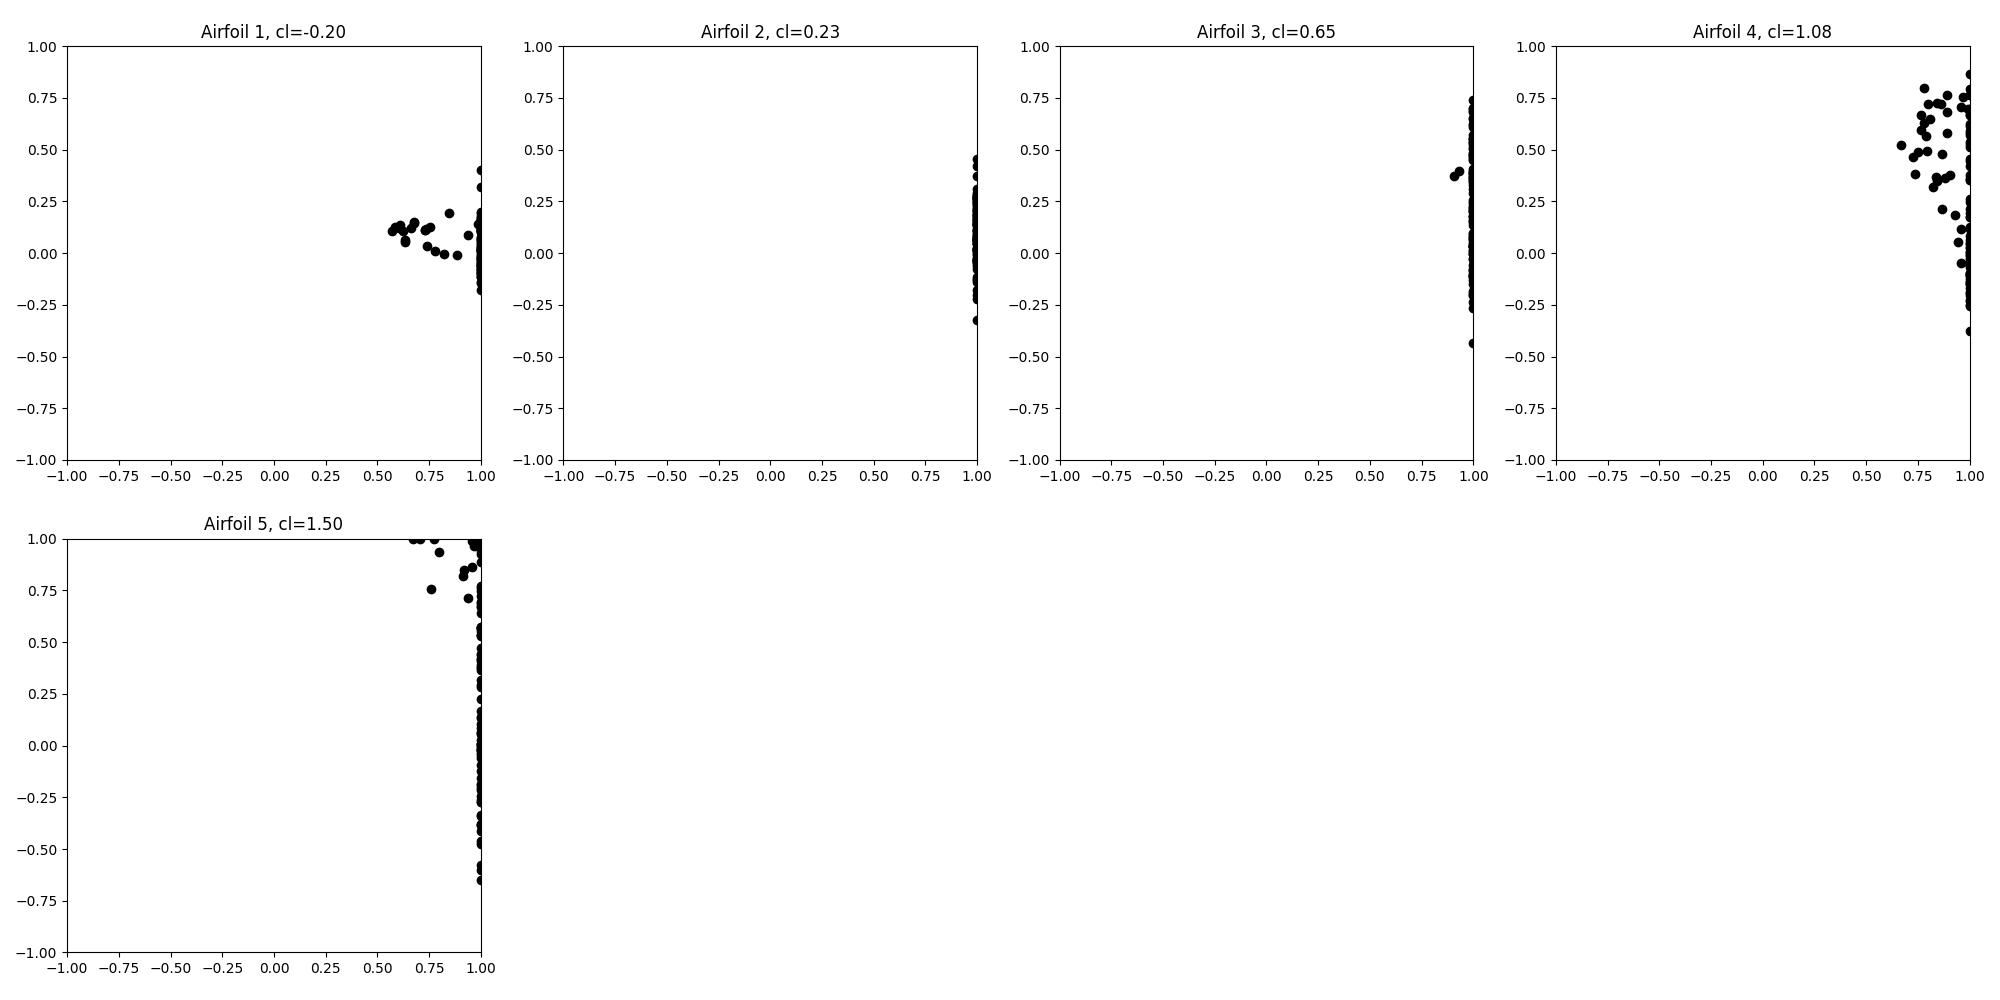 Airfoil 1, cl=-0.20
Airfoil 2, cl=0.23
Airfoil 3, cl=0.65
Airfoil 4, cl=1.08
1.00 1.00 1.00 1.00
0.75 0.75 0.75 0.75
0.50 0.50 0.50 0.50
0.25 0.25 0.25 0.25
0.00 0.00 0.00 0.00
−0.25 −0.25 −0.25 −0.25
−0.50 −0.50 −0.50 −0.50
−0.75 −0.75 −0.75 −0.75
−1.00 −1.00 −1.00 −1.00
−1.00 −0.75 −0.50 −0.25 0.00 0.25 0.50 0.75 1.00
−1.00 −0.75 −0.50 −0.25 0.00 0.25 0.50 0.75 1.00
−1.00 −0.75 −0.50 −0.25 0.00 0.25 0.50 0.75 1.00
−1.00 −0.75 −0.50 −0.25 0.00 0.25 0.50 0.75 1.00
Airfoil 5, cl=1.50
1.00
0.75
0.50
0.25
0.00
−0.25
−0.50
−0.75
−1.00
−1.00 −0.75 −0.50 −0.25 0.00 0.25 0.50 0.75 1.00